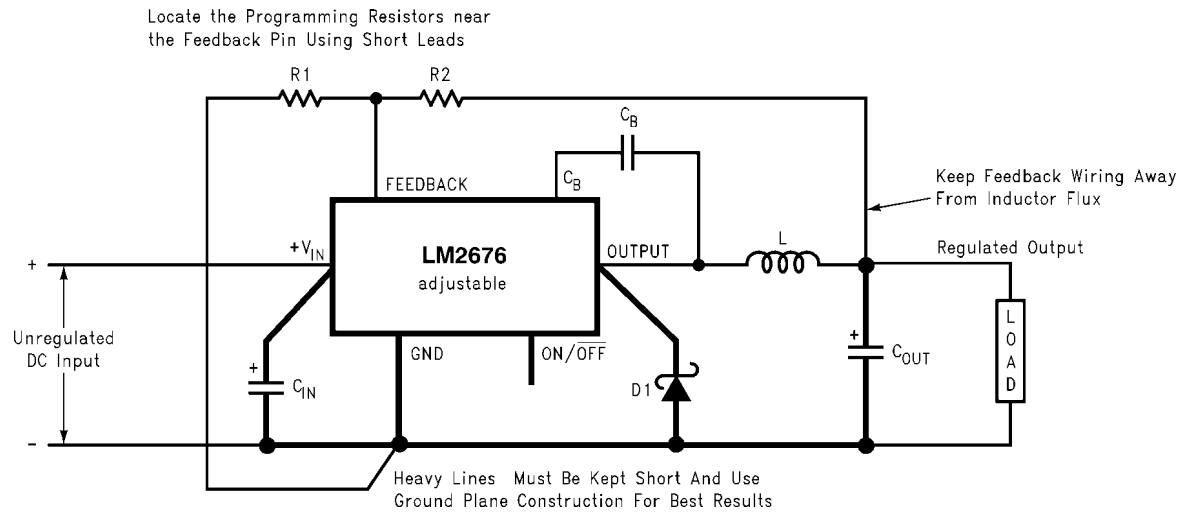 Locate the Programming Resistors near
the Feedback Pin Using Short Leads
R1
R2
C_B
FEEDBACK
C_B
Keep Feedback Wiring Away
From Inductor Flux
+V_IN
LM2676
adjustable
OUTPUT
L
Regulated Output
+
Unregulated
DC Input
-
+
C_IN
GND
ON/O̅F̅F̅
D1
+
C_OUT
LOAD
Heavy Lines Must Be Kept Short And Use
Ground Plane Construction For Best Results